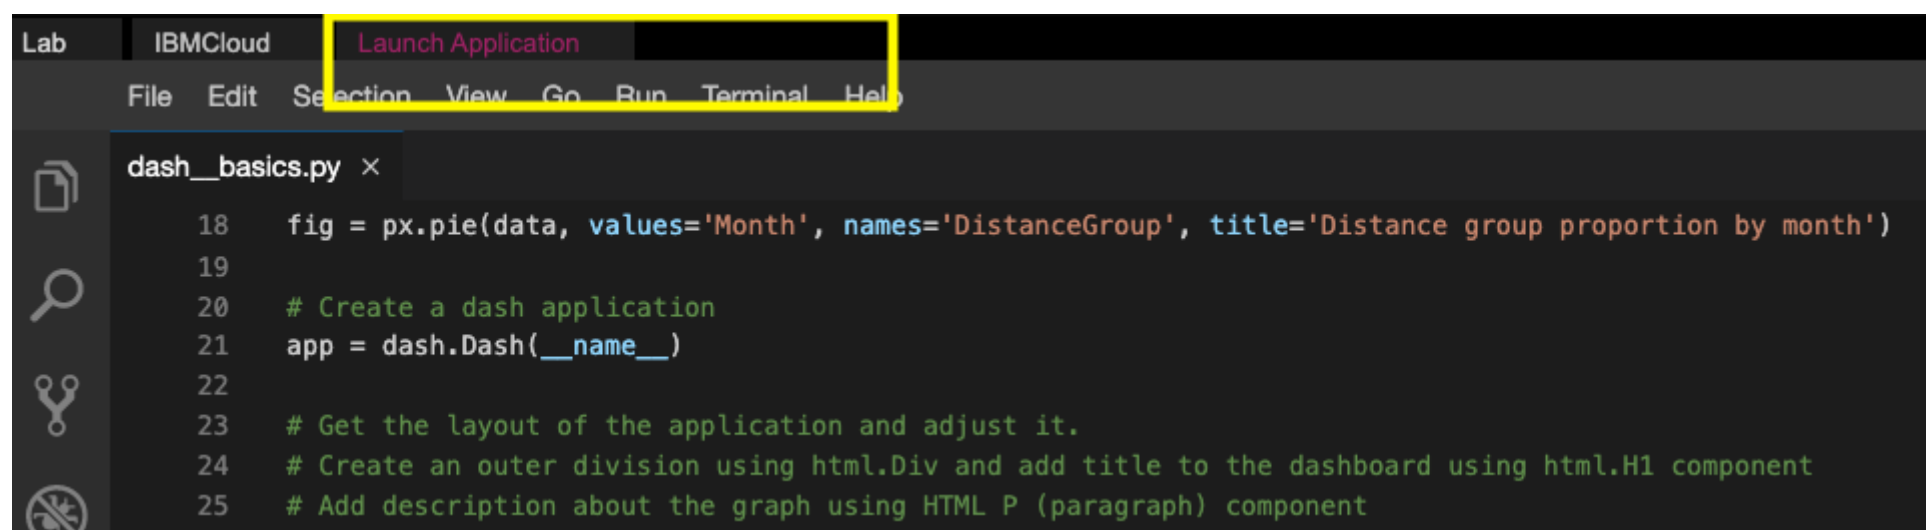 Lab IBMCloud Launch Application
File Edit Selection View Go Run Terminal Help
dash__basics.py ×
18 fig = px.pie(data, values='Month', names='DistanceGroup', title='Distance group proportion by month')
19
20 # Create a dash application
21 app = dash.Dash(__name__)
22
23 # Get the layout of the application and adjust it.
24 # Create an outer division using html.Div and add title to the dashboard using html.H1 component
25 # Add description about the graph using HTML P (paragraph) component